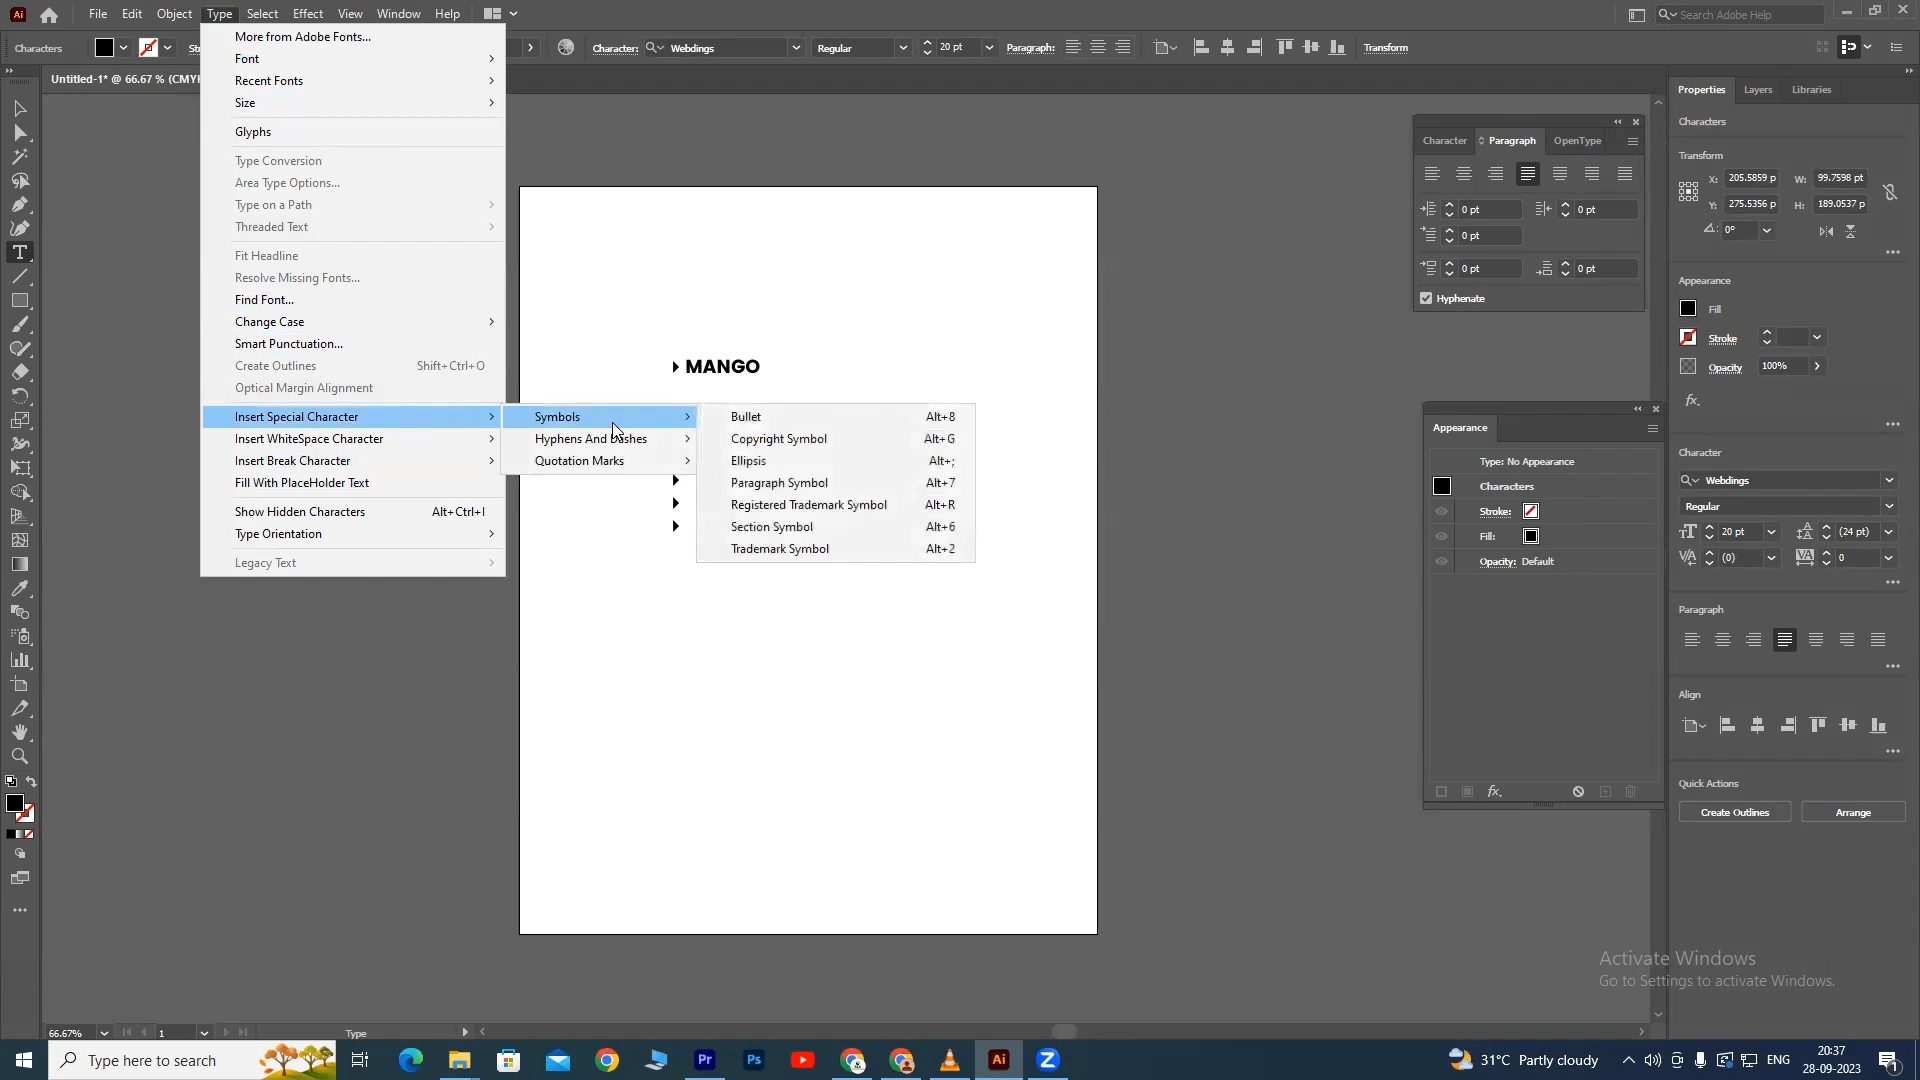 Ai File Edit Object Type Select Effect View Window Help Search Adobe Help
Characters Character: Webdings Regular 20 pt Paragraph: Transform
Untitled-1* @ 66.67 % (CMY
More from Adobe Fonts...
Font
Recent Fonts
Size
Glyphs
Type Conversion
Area Type Options...
Type on a Path
Threaded Text
Fit Headline
Resolve Missing Fonts...
Find Font...
Change Case
Smart Punctuation...
Create Outlines Shift+Ctrl+O
Optical Margin Alignment
Insert Special Character
Insert WhiteSpace Character
Insert Break Character
Fill With PlaceHolder Text
Show Hidden Characters Alt+Ctrl+I
Type Orientation
Legacy Text
Symbols
Hyphens And Dashes
Quotation Marks
Bullet Alt+8
Copyright Symbol Alt+G
Ellipsis Alt+;
Paragraph Symbol Alt+7
Registered Trademark Symbol Alt+R
Section Symbol Alt+6
Trademark Symbol Alt+2
MANGO
Character Paragraph OpenType
0 pt 0 pt
0 pt
0 pt 0 pt
Hyphenate
Appearance
Type: No Appearance
Characters
Stroke:
Fill:
Opacity: Default
Properties Layers Libraries
Characters
Transform
X: 205.5859 p W: 99.7598 pt
Y: 275.5356 p H: 189.0537 p
0°
Appearance
Fill
Stroke
Opacity 100%
fx.
Character
Webdings
Regular
20 pt (24 pt)
(0) 0
Paragraph
Align
Quick Actions
Create Outlines Arrange
fx.
Activate Windows
Go to Settings to activate Windows.
66.67% 1 Type
Type here to search Pr Ps Ai 31°C Partly cloudy ENG 20:37
28-09-2023 1